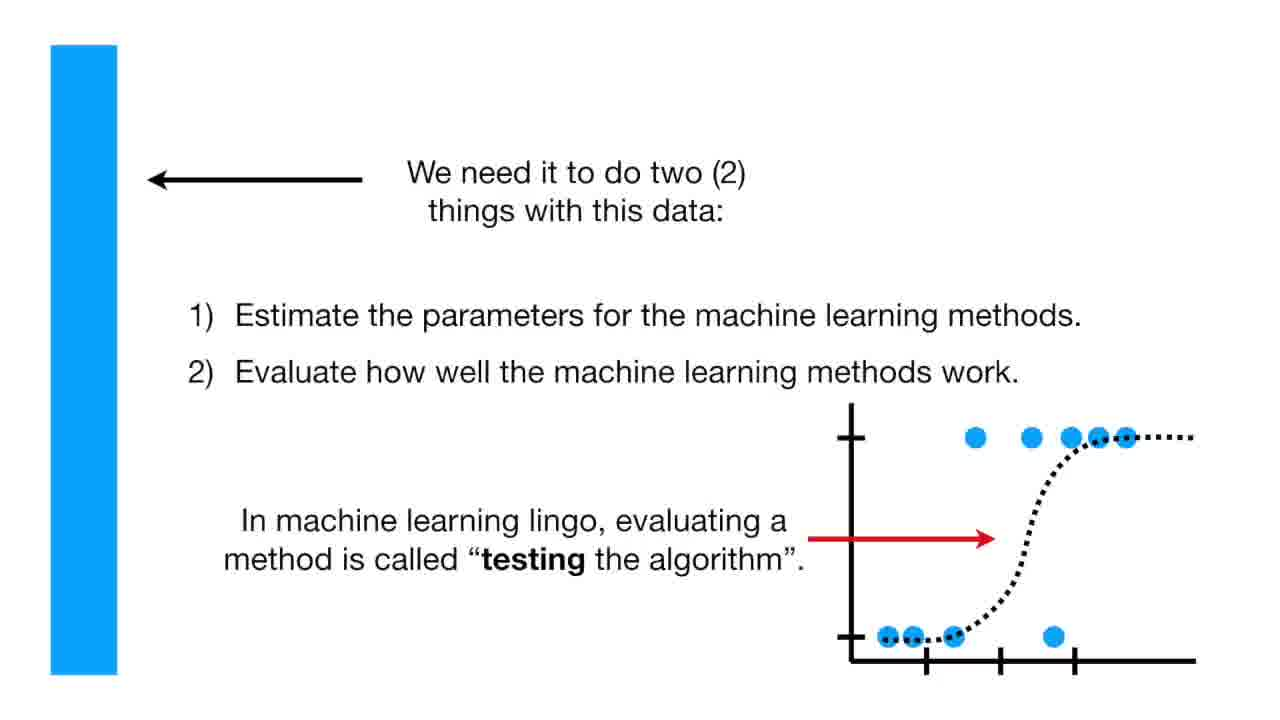 We need it to do two (2)
things with this data:
1) Estimate the parameters for the machine learning methods.
2) Evaluate how well the machine learning methods work.
In machine learning lingo, evaluating a
method is called “testing the algorithm”.